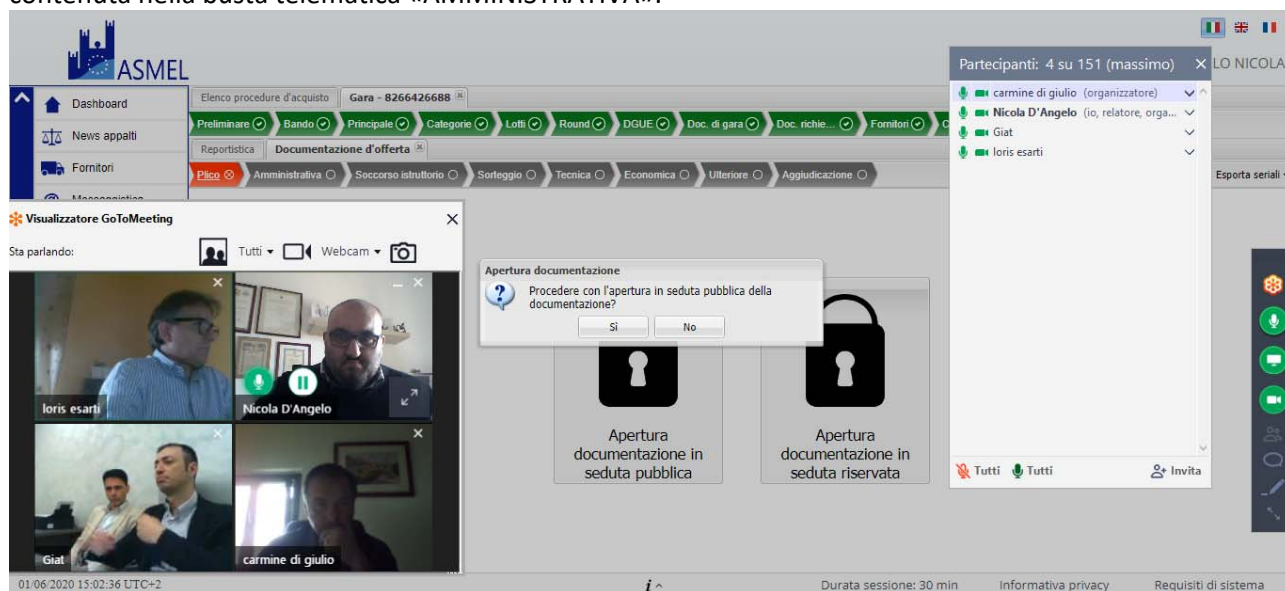 contenuta nella busta telematica «AMMINISTRATIVA».
ASMEL
LO NICOLA
Dashboard
News appalti
Fornitori
Elenco procedure d'acquisto
Gara - 8266426688
Preliminare
Bando
Principale
Categorie
Lotti
Round
DGUE
Doc. di gara
Doc. richie...
Fornitori
Reportistica
Documentazione d'offerta
Plico
Amministrativa
Soccorso istruttorio
Sorteggio
Tecnica
Economica
Ulteriore
Aggiudicazione
Esporta seriali
Partecipanti: 4 su 151 (massimo)
carmine di giulio (organizzatore)
Nicola D'Angelo (io, relatore, orga...
Giat
loris esarti
Tutti
Tutti
Invita
Visualizzatore GoToMeeting
Sta parlando:
Tutti
Webcam
loris esarti
Nicola D'Angelo
Giat
carmine di giulio
Apertura documentazione
Procedere con l'apertura in seduta pubblica della
documentazione?
Sì
No
Apertura
documentazione in
seduta pubblica
Apertura
documentazione in
seduta riservata
01/06/2020 15:02:36 UTC+2
i
Durata sessione: 30 min
Informativa privacy
Requisiti di sistema